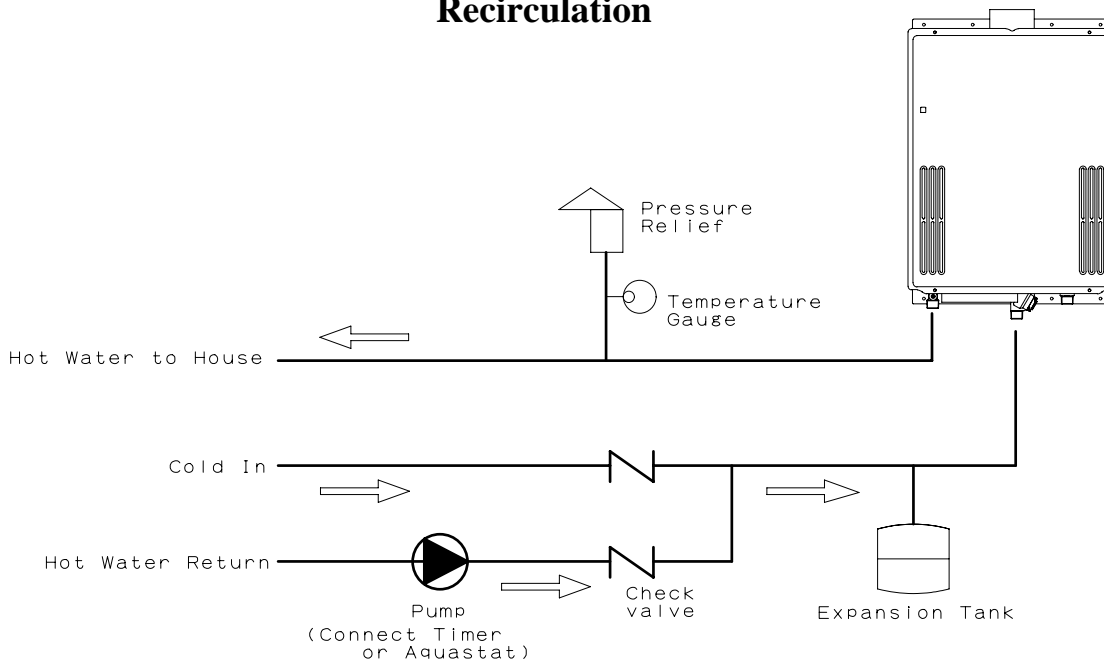 Recirculation
Pressure
Relief
Temperature
Gauge
Hot Water to House
Cold In
Hot Water Return
Check
valve
Pump
(Connect Timer
or Aquastat)
Expansion Tank